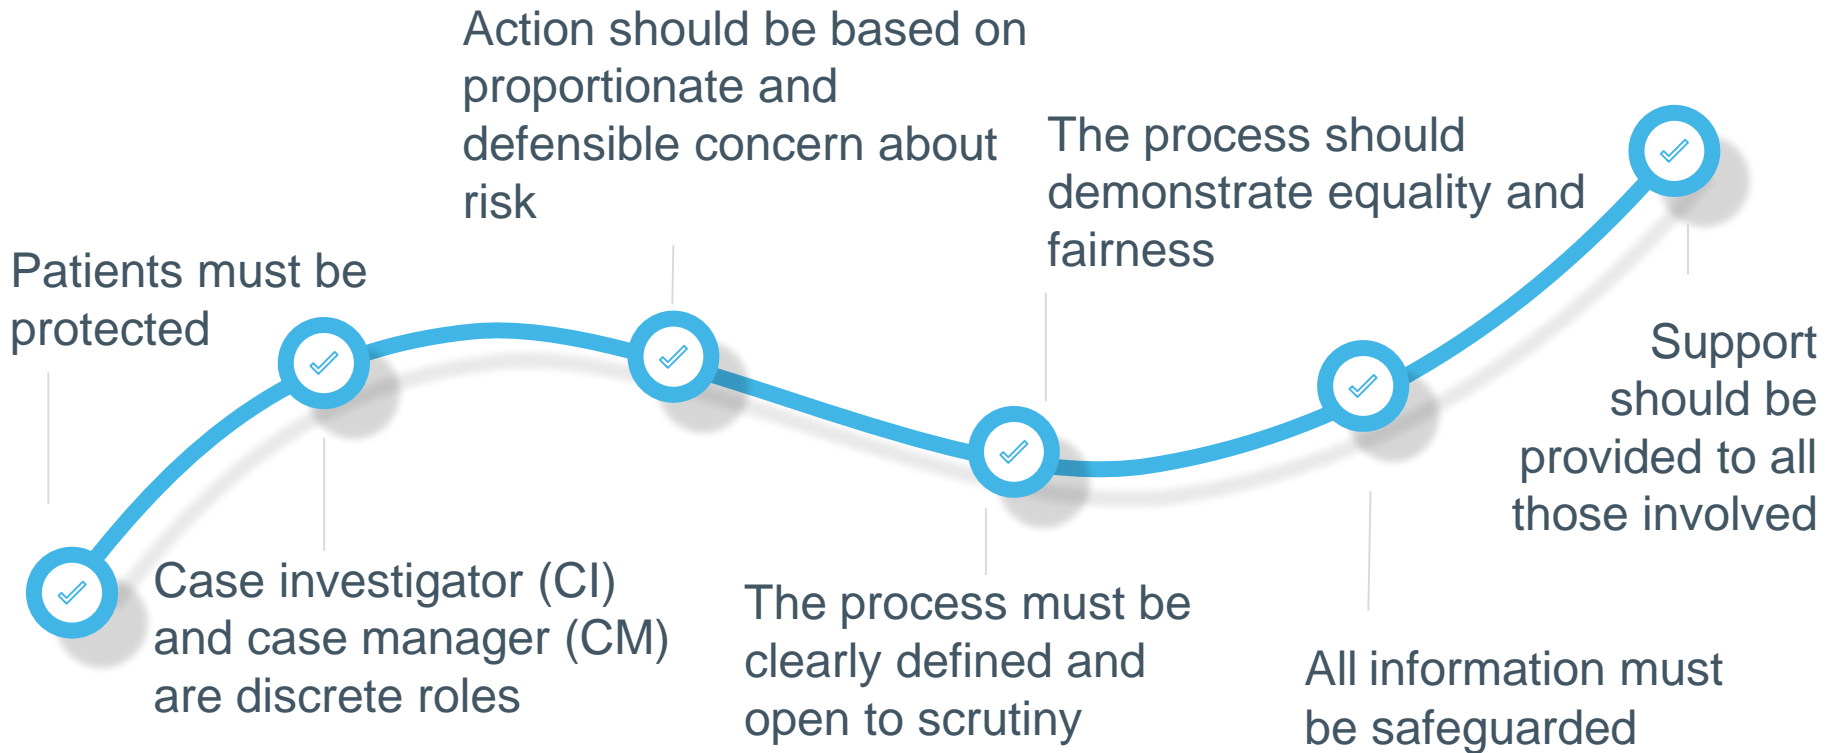 Patients must be
protected
Case investigator (CI)
and case manager (CM)
are discrete roles
Action should be based on
proportionate and
defensible concern about
risk
The process must be
clearly defined and
open to scrutiny
The process should
demonstrate equality and
fairness
All information must
be safeguarded
Support
should be
provided to all
those involved